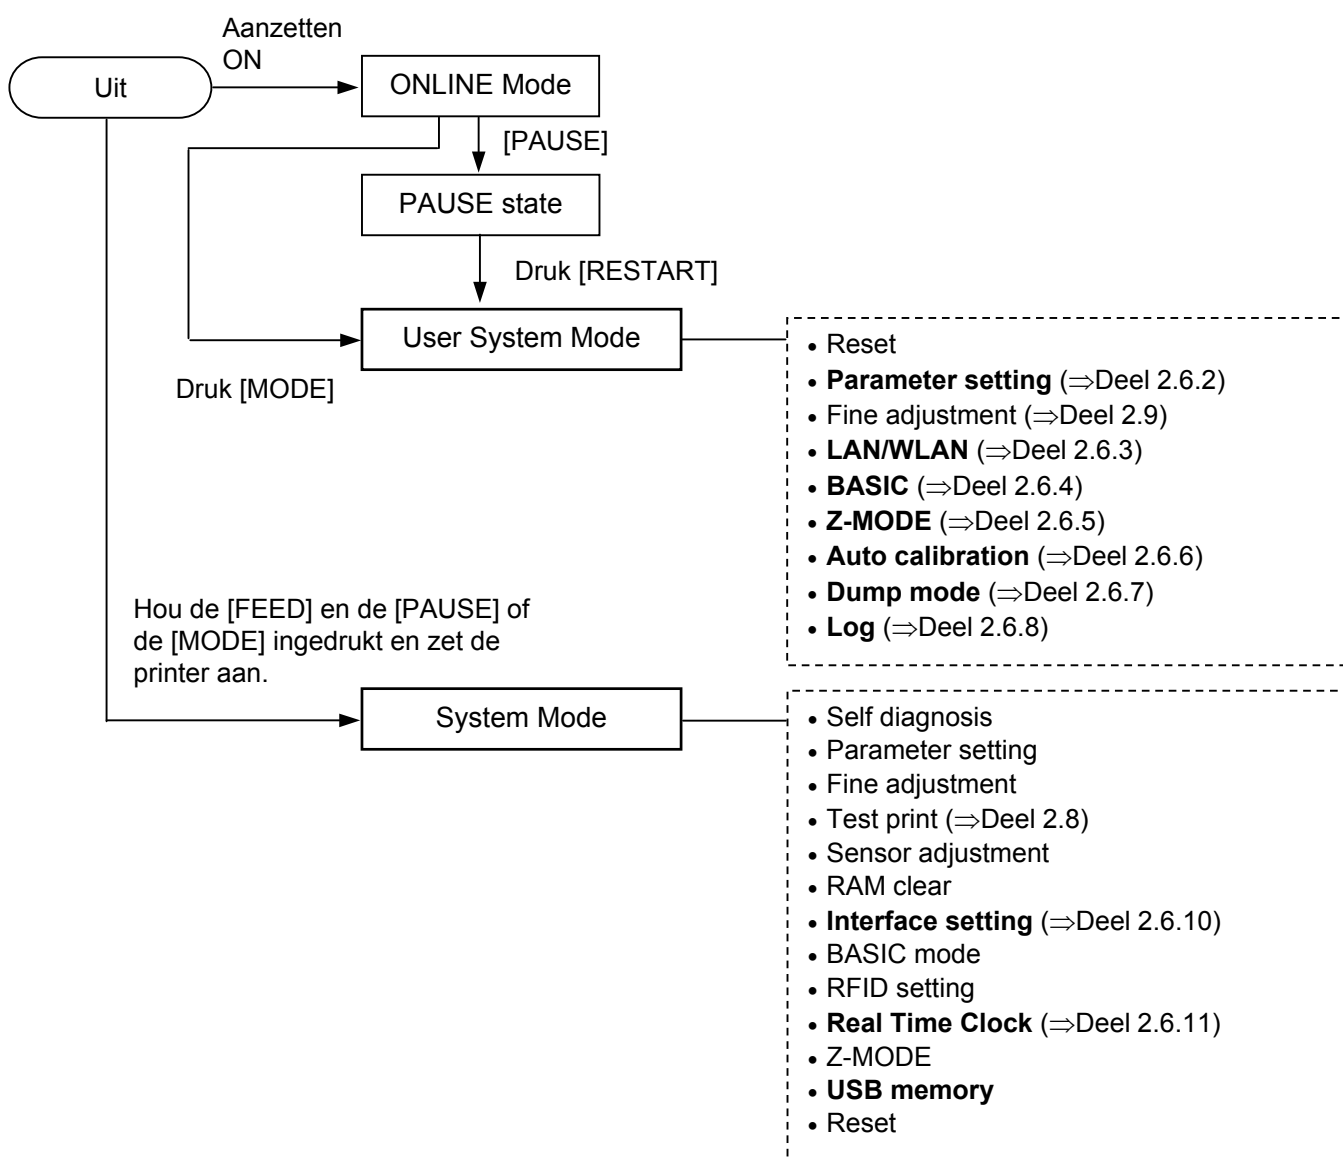 Aanzetten
ON
Uit
ONLINE Mode
[PAUSE]
PAUSE state
Druk [RESTART]
User System Mode
Druk [MODE]
• Reset
• Parameter setting (⇒Deel 2.6.2)
• Fine adjustment (⇒Deel 2.9)
• LAN/WLAN (⇒Deel 2.6.3)
• BASIC (⇒Deel 2.6.4)
• Z-MODE (⇒Deel 2.6.5)
• Auto calibration (⇒Deel 2.6.6)
• Dump mode (⇒Deel 2.6.7)
• Log (⇒Deel 2.6.8)
Hou de [FEED] en de [PAUSE] of
de [MODE] ingedrukt en zet de
printer aan.
System Mode
• Self diagnosis
• Parameter setting
• Fine adjustment
• Test print (⇒Deel 2.8)
• Sensor adjustment
• RAM clear
• Interface setting (⇒Deel 2.6.10)
• BASIC mode
• RFID setting
• Real Time Clock (⇒Deel 2.6.11)
• Z-MODE
• USB memory
• Reset